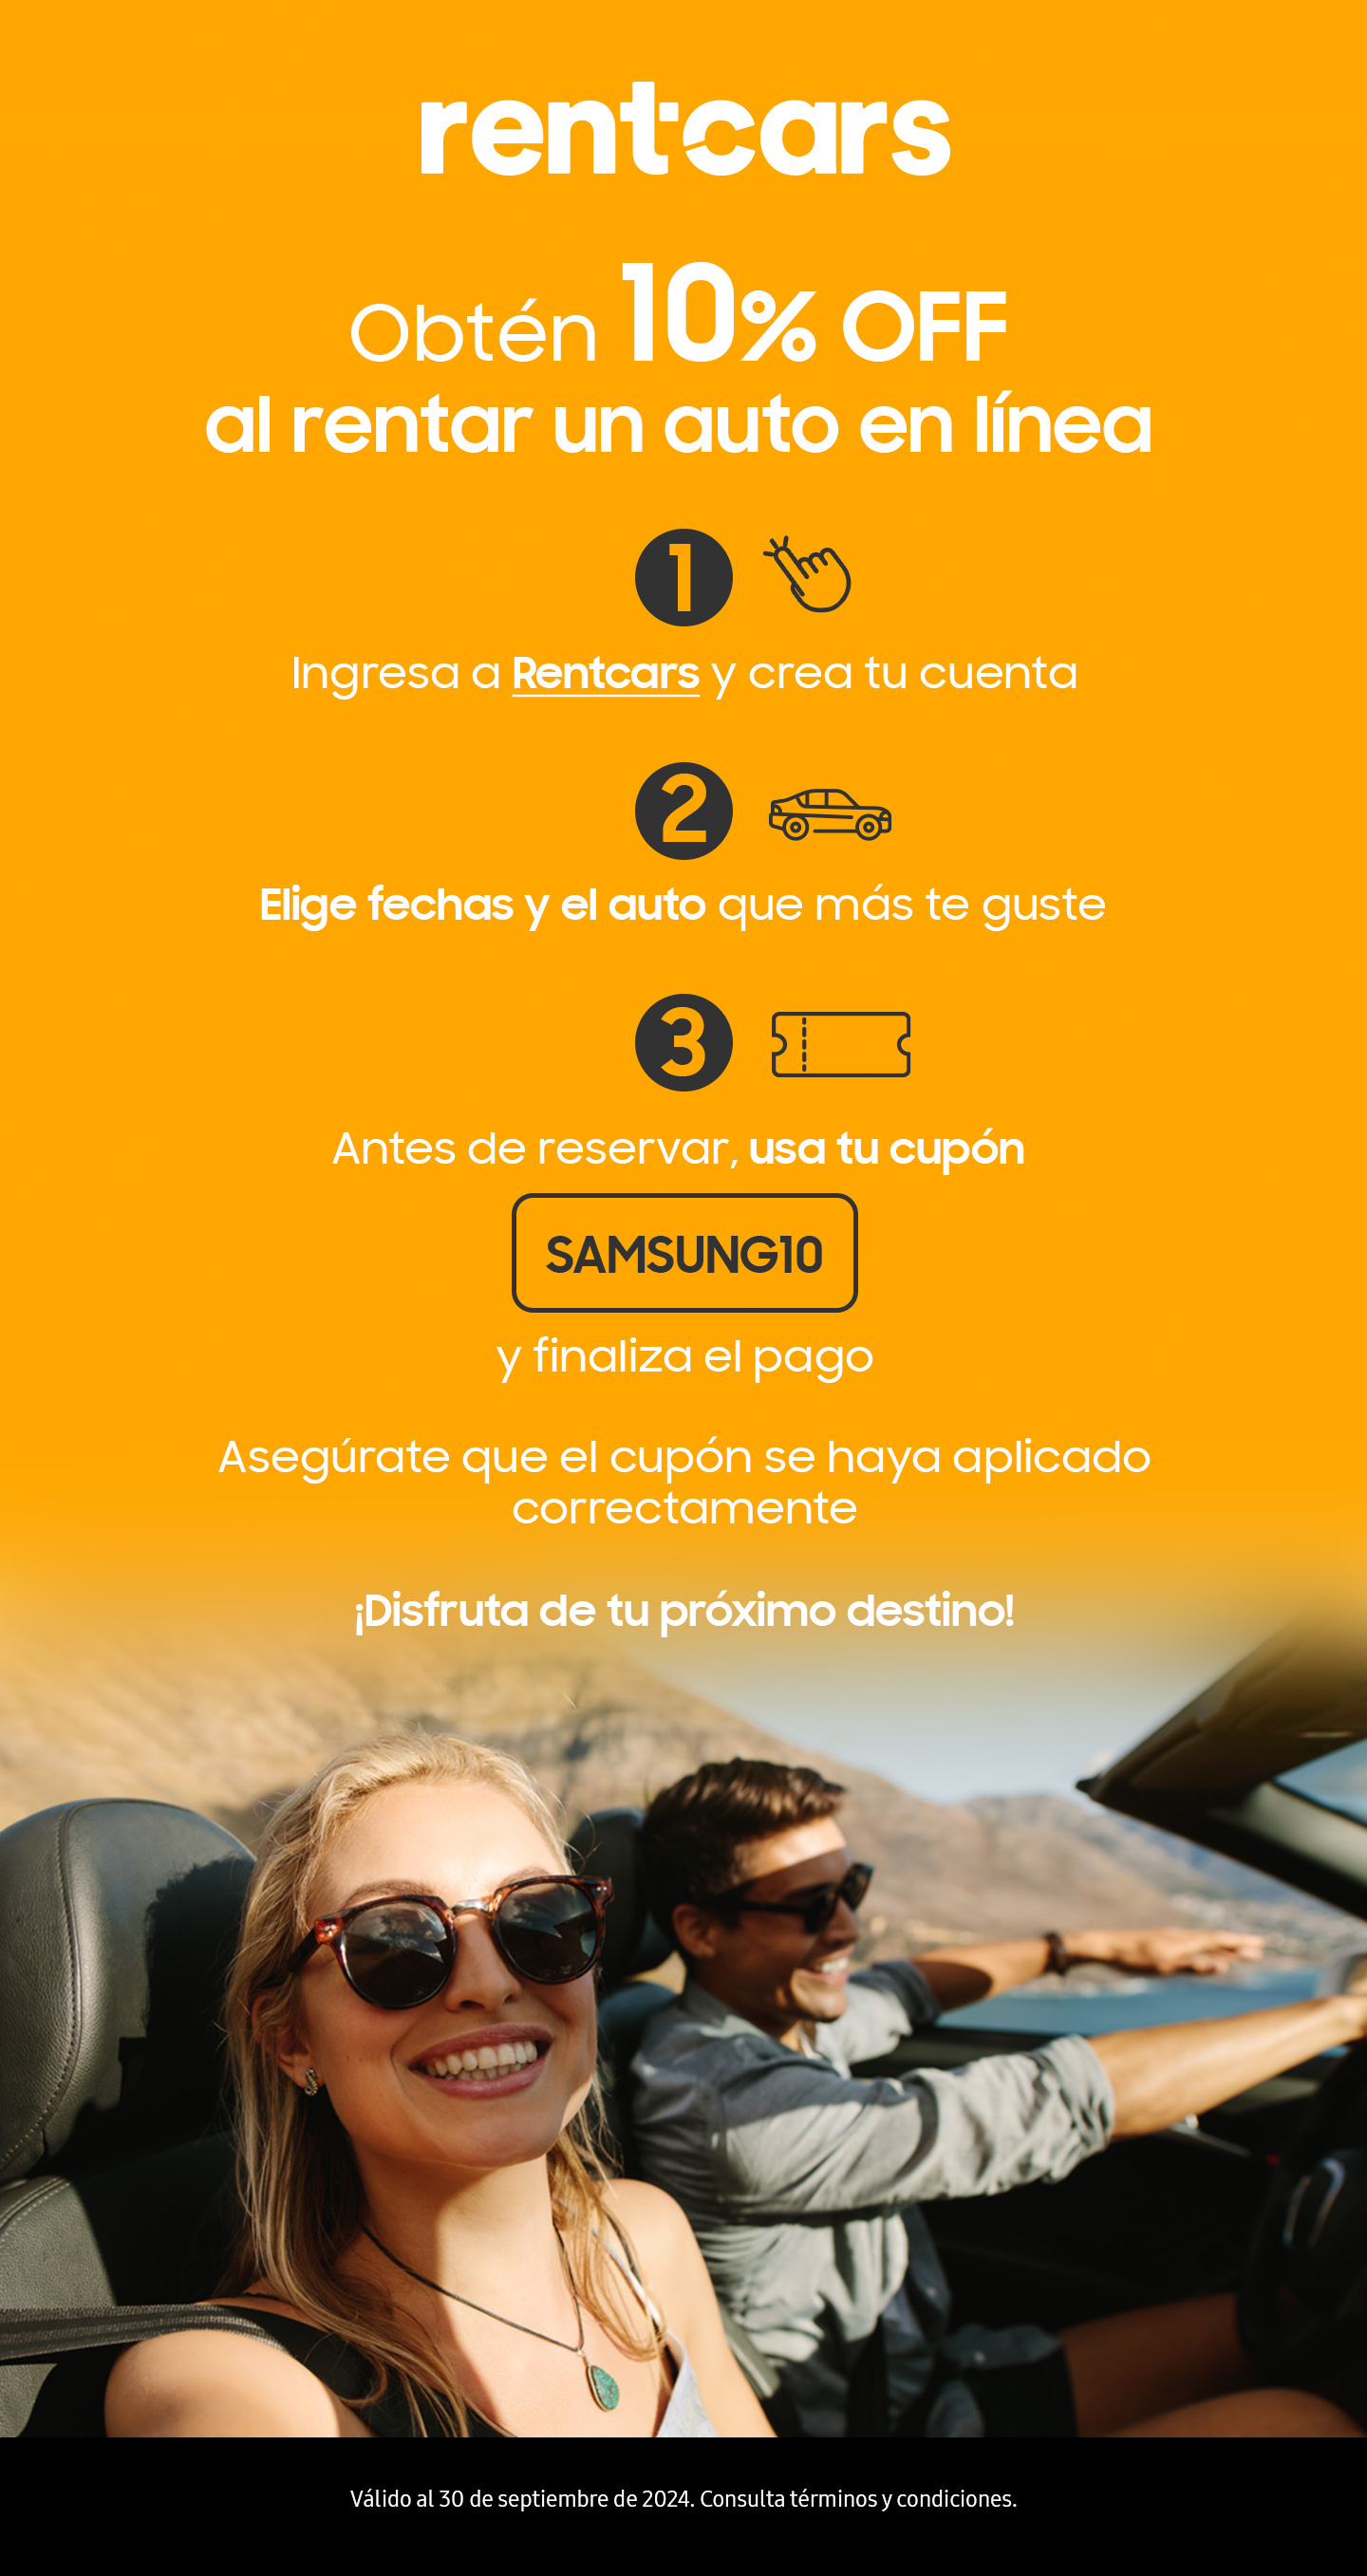 rentcars
Obtén 10% OFF
al rentar un auto en línea
1
Ingresa a Rentcars y crea tu cuenta
2
Elige fechas y el auto que más te guste
3
Antes de reservar, usa tu cupón
SAMSUNG10
y finaliza el pago
Asegúrate que el cupón se haya aplicado
correctamente
¡Disfruta de tu próximo destino!
Válido al 30 de septiembre de 2024. Consulta términos y condiciones.